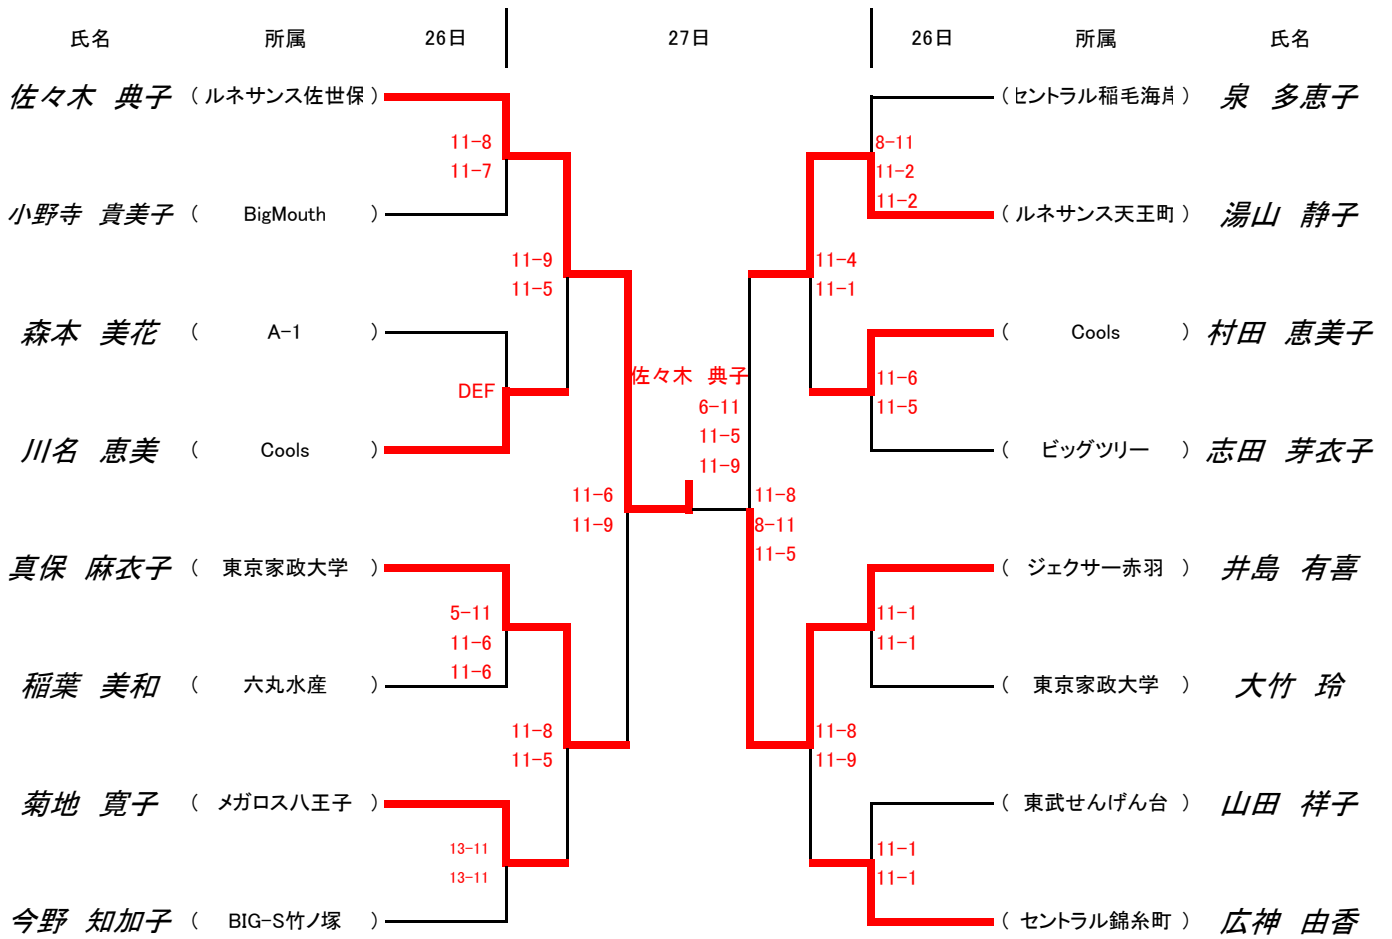 氏名 所属 26日 27日 26日 所属 氏名
佐々木 典子 ( ルネサンス佐世保 ) ( セントラル稲毛海岸 ) 泉 多恵子
11-8 8-11
11-7 11-2
11-2
小野寺 貴美子 ( BigMouth ) ( ルネサンス天王町 ) 湯山 静子
11-9 11-4
11-5 11-1
森本 美花 ( A-1 ) ( Cools ) 村田 恵美子
佐々木 典子
DEF 11-6
6-11 11-5
11-5
川名 恵美 ( Cools ) ( ビッグツリー ) 志田 芽衣子
11-9
11-6 11-8
11-9 8-11
11-5
真保 麻衣子 ( 東京家政大学 ) ( ジェクサー赤羽 ) 井島 有喜
5-11 11-1
11-6 11-1
11-6
稲葉 美和 ( 六丸水産 ) ( 東京家政大学 ) 大竹 玲
11-8 11-8
11-5 11-9
菊地 寛子 ( メガロス八王子 ) ( 東武せんげん台 ) 山田 祥子
13-11 11-1
13-11 11-1
今野 知加子 ( BIG-S竹ノ塚 ) ( セントラル錦糸町 ) 広神 由香